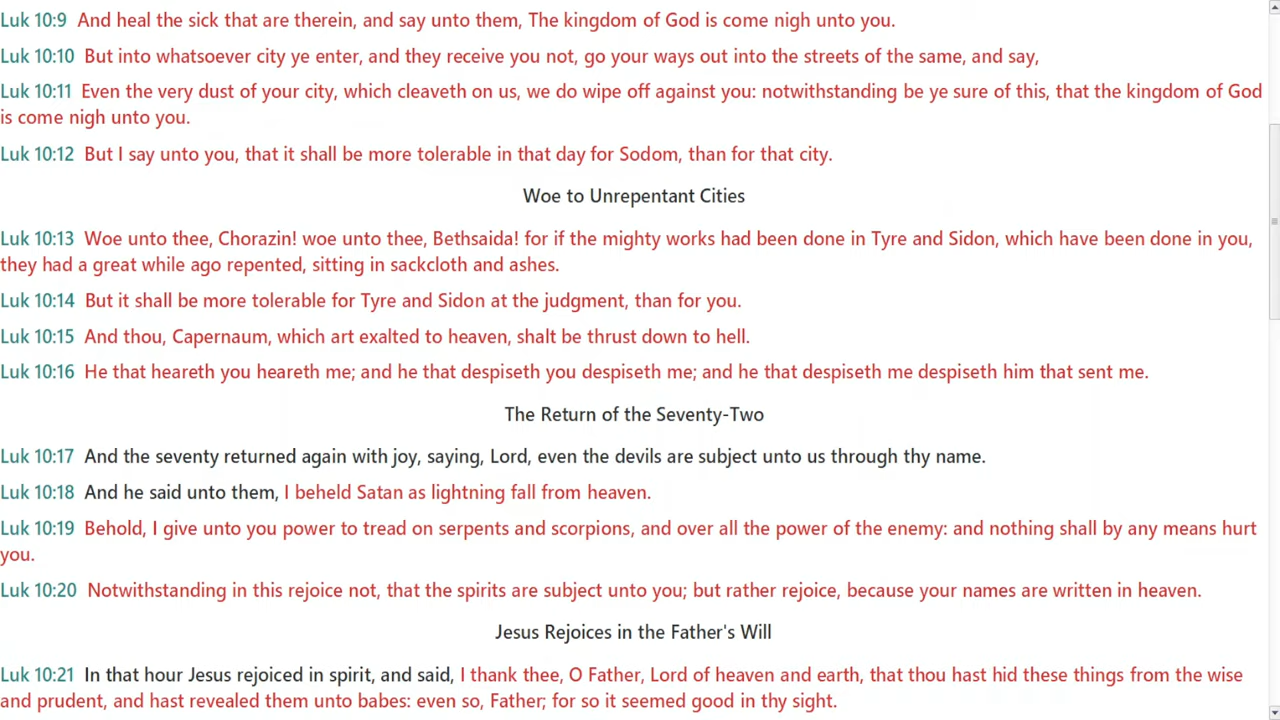 Luk 10:9 And heal the sick that are therein, and say unto them, The kingdom of God is come nigh unto you.
Luk 10:10 But into whatsoever city ye enter, and they receive you not, go your ways out into the streets of the same, and say,
Luk 10:11 Even the very dust of your city, which cleaveth on us, we do wipe off against you: notwithstanding be ye sure of this, that the kingdom of God
is come nigh unto you.
Luk 10:12 But I say unto you, that it shall be more tolerable in that day for Sodom, than for that city.
Woe to Unrepentant Cities
Luk 10:13 Woe unto thee, Chorazin! woe unto thee, Bethsaida! for if the mighty works had been done in Tyre and Sidon, which have been done in you,
they had a great while ago repented, sitting in sackcloth and ashes.
Luk 10:14 But it shall be more tolerable for Tyre and Sidon at the judgment, than for you.
Luk 10:15 And thou, Capernaum, which art exalted to heaven, shalt be thrust down to hell.
Luk 10:16 He that heareth you heareth me; and he that despiseth you despiseth me; and he that despiseth me despiseth him that sent me.
The Return of the Seventy-Two
Luk 10:17 And the seventy returned again with joy, saying, Lord, even the devils are subject unto us through thy name.
Luk 10:18 And he said unto them, I beheld Satan as lightning fall from heaven.
Luk 10:19 Behold, I give unto you power to tread on serpents and scorpions, and over all the power of the enemy: and nothing shall by any means hurt
you.
Luk 10:20 Notwithstanding in this rejoice not, that the spirits are subject unto you; but rather rejoice, because your names are written in heaven.
Jesus Rejoices in the Father's Will
Luk 10:21 In that hour Jesus rejoiced in spirit, and said, I thank thee, O Father, Lord of heaven and earth, that thou hast hid these things from the wise
and prudent, and hast revealed them unto babes: even so, Father; for so it seemed good in thy sight.